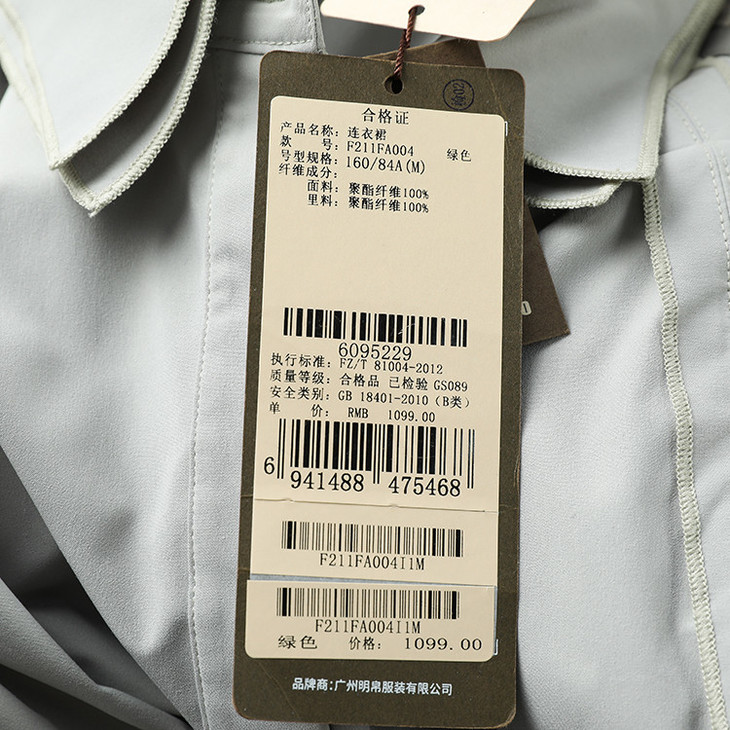 合格证
产品名称: 连衣裙
款 号: F211FA004 绿色
号型规格: 160/84A(M)
纤维成分:
面料: 聚酯纤维100%
里料: 聚酯纤维100%
6095229
执行标准: FZ/T 81004-2012
质量等级: 合格品 已检验 GS089
安全类别: GB 18401-2010 (B类)
单 价: RMB 1099.00
6 941488 475468
F211FA004I1M
F211FA004I1M
绿色 价格: 1099.00
品牌商:广州明帛服装有限公司